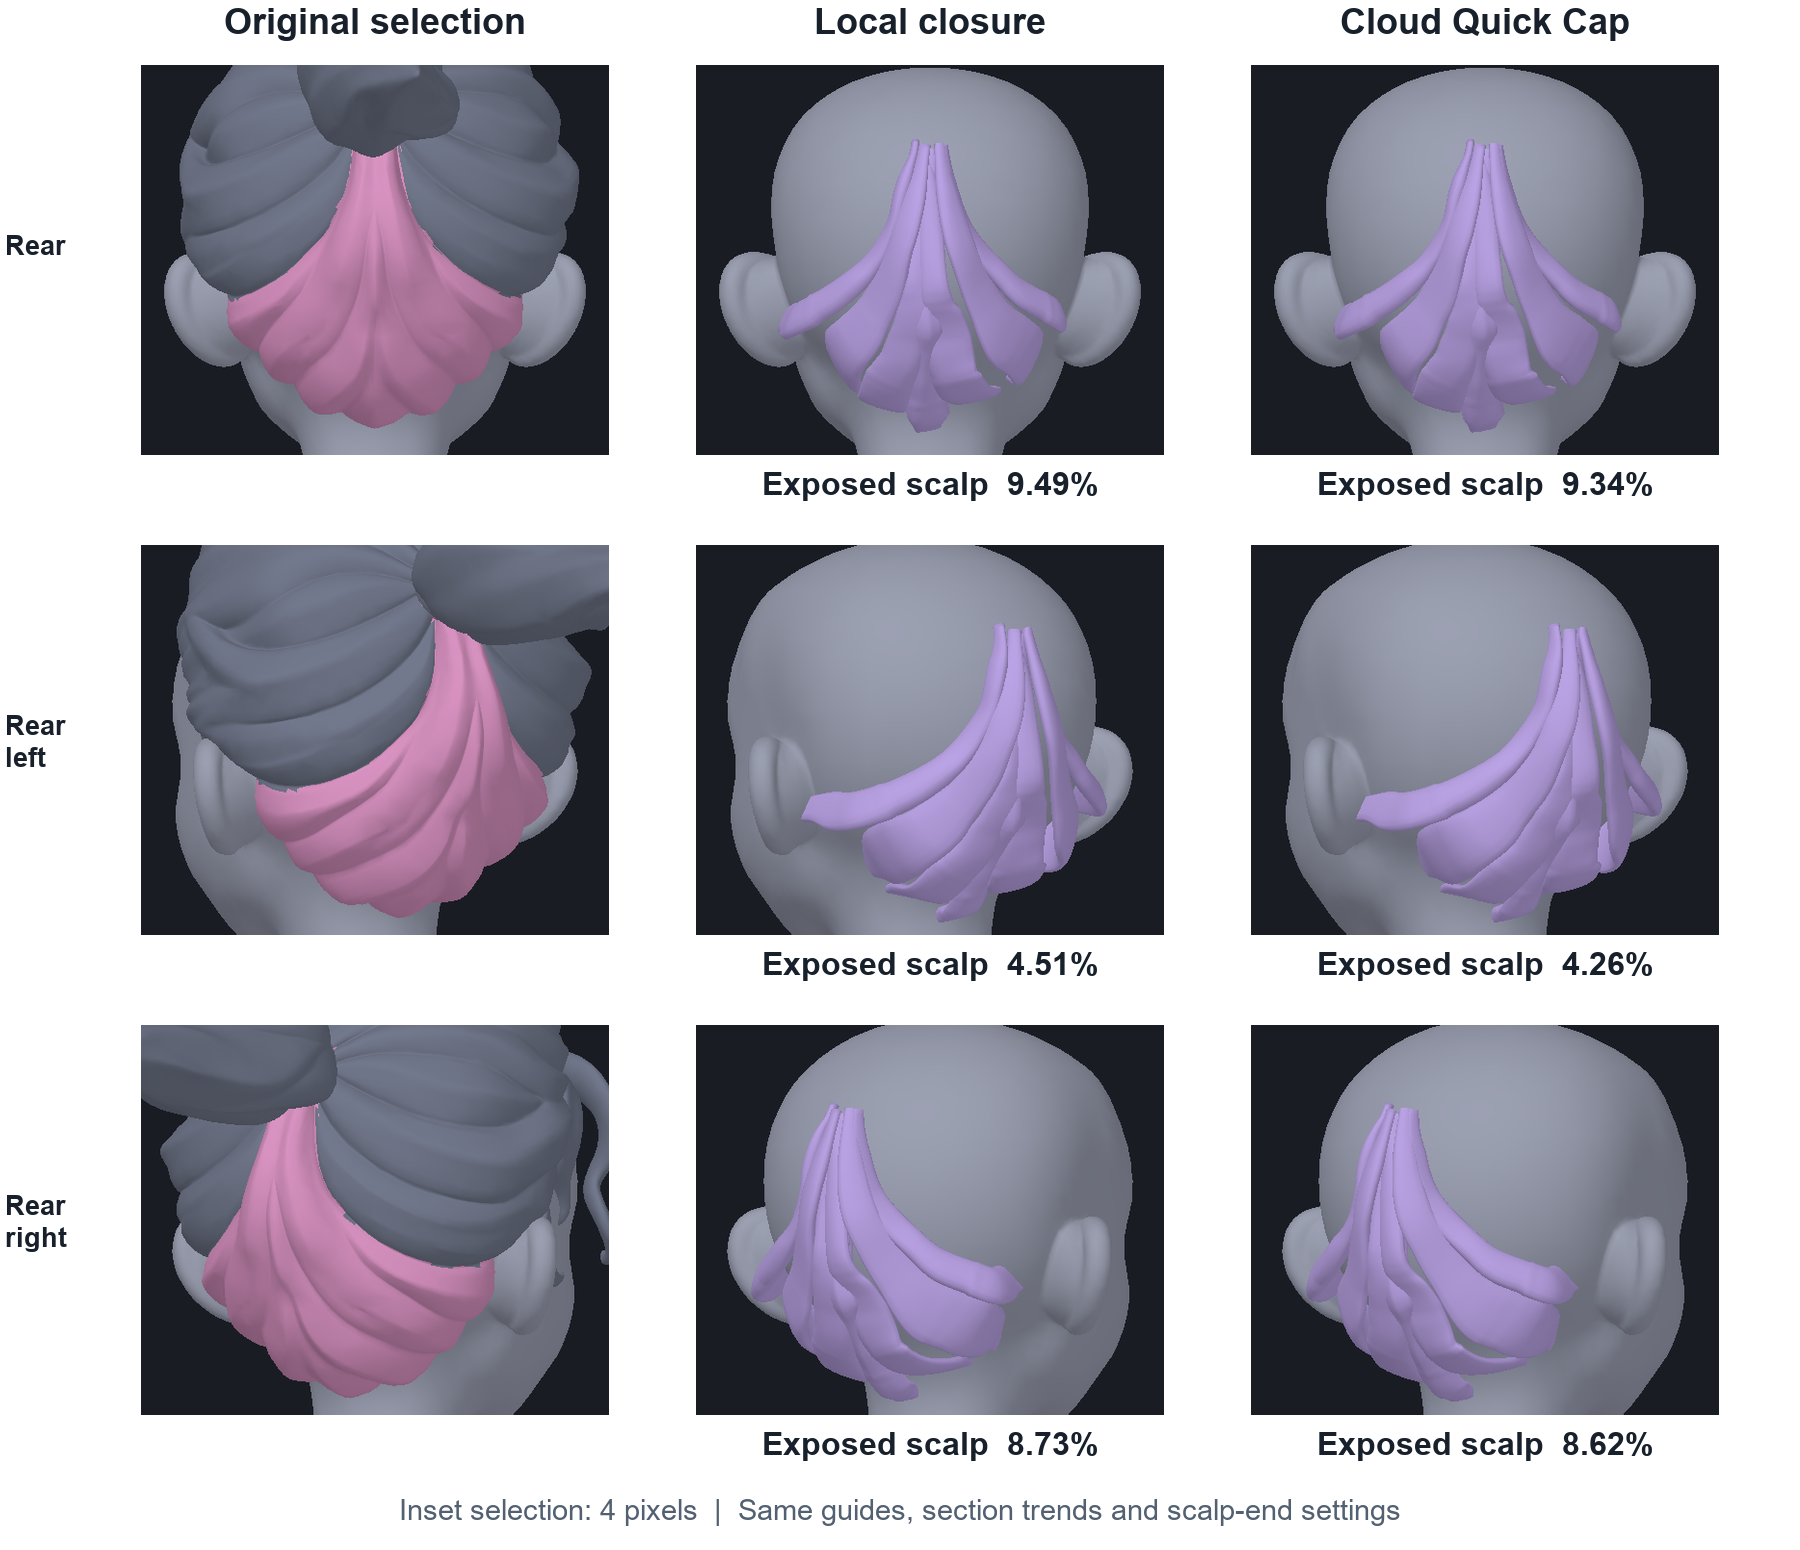 Original selection
Local closure
Cloud Quick Cap
Rear
Exposed scalp 9.49%
Exposed scalp 9.34%
Rear
left
Exposed scalp 4.51%
Exposed scalp 4.26%
Rear
right
Exposed scalp 8.73%
Exposed scalp 8.62%
Inset selection: 4 pixels | Same guides, section trends and scalp-end settings